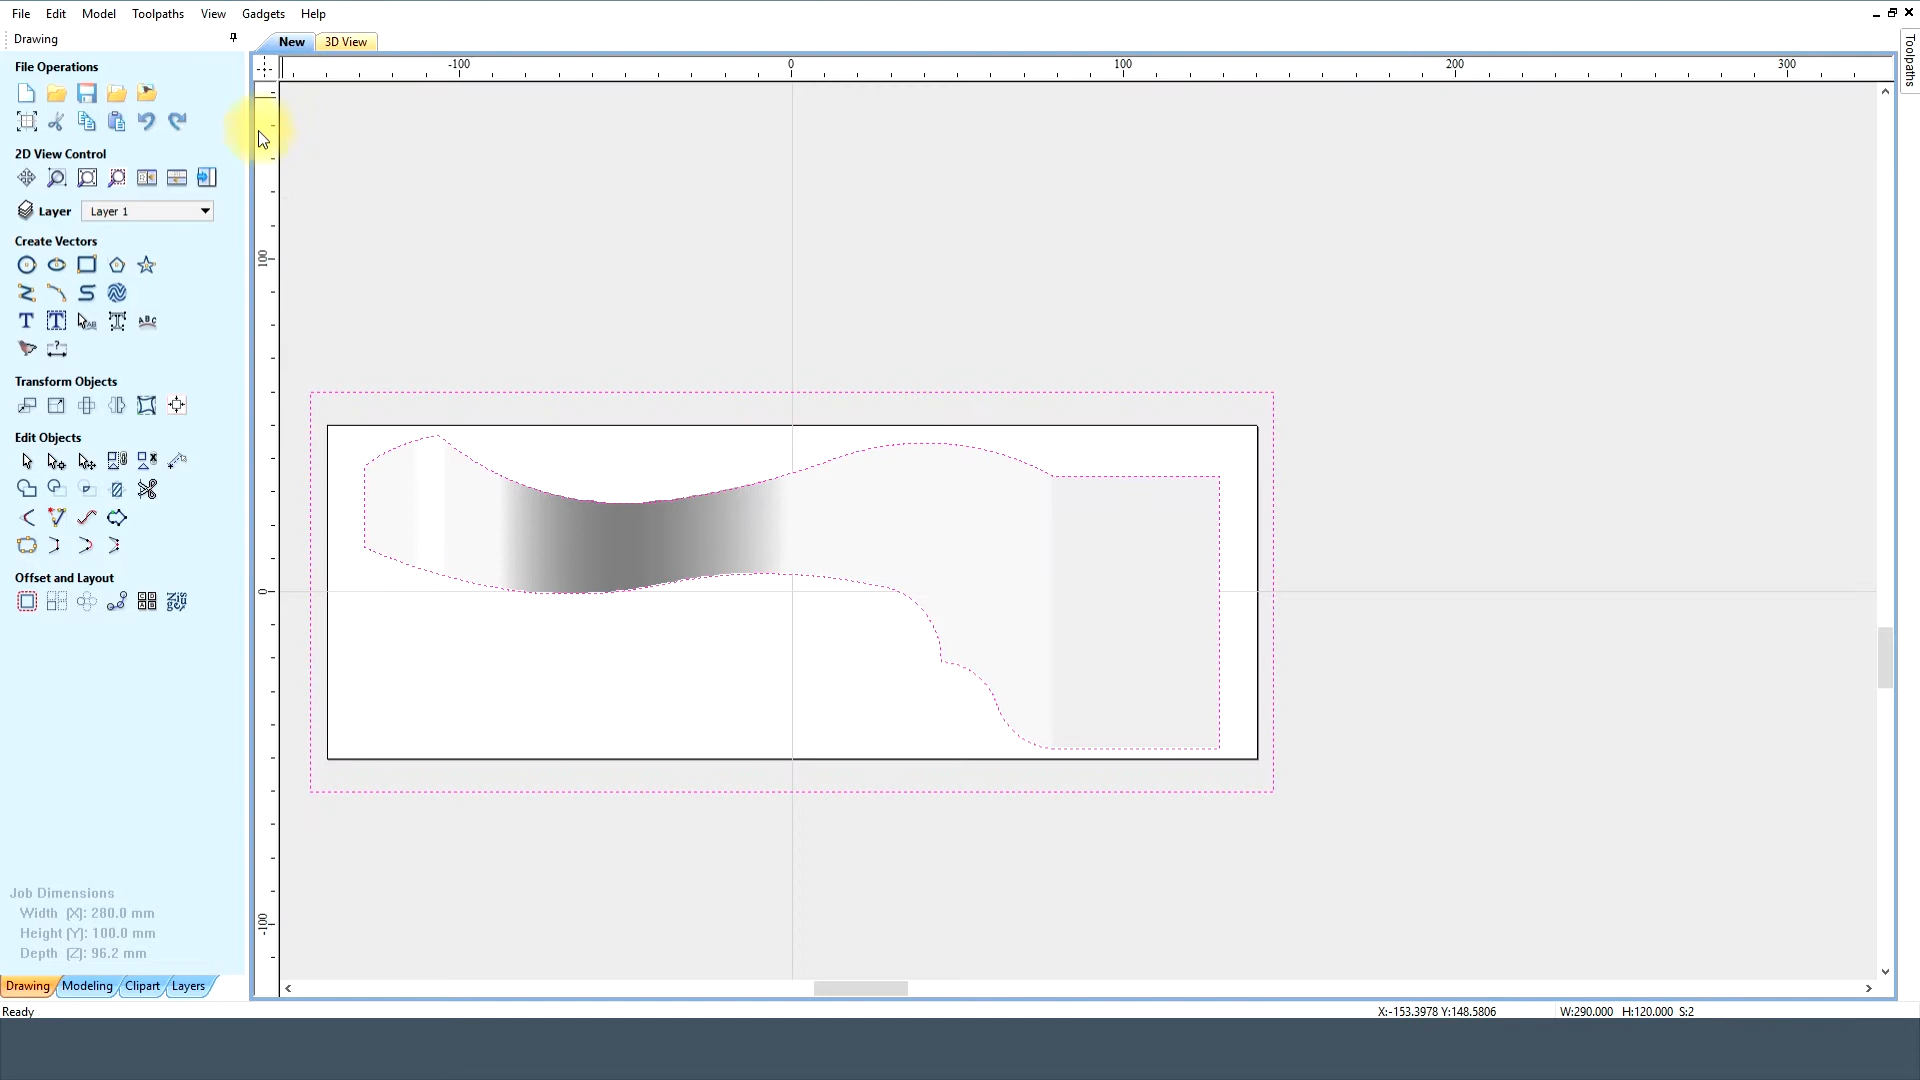 File Edit Model Toolpaths View Gadgets Help
Drawing
New 3D View
Toolpaths
File Operations
2D View Control
Layer Layer 1
Create Vectors
Transform Objects
Edit Objects
Offset and Layout
-100 0 100 200 300
100
0
-100
Job Dimensions
Width (X): 280.0 mm
Height (Y): 100.0 mm
Depth (Z): 96.2 mm
Drawing Modeling Clipart Layers
Ready X:-153.3978 Y:148.5806 W:290.000 H:120.000 S:2